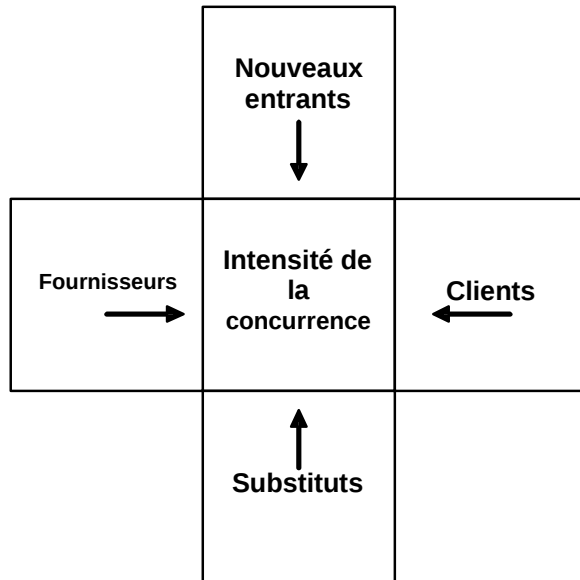 Nouveaux
entrants
Fournisseurs
Intensité de
la
concurrence
Clients
Substituts